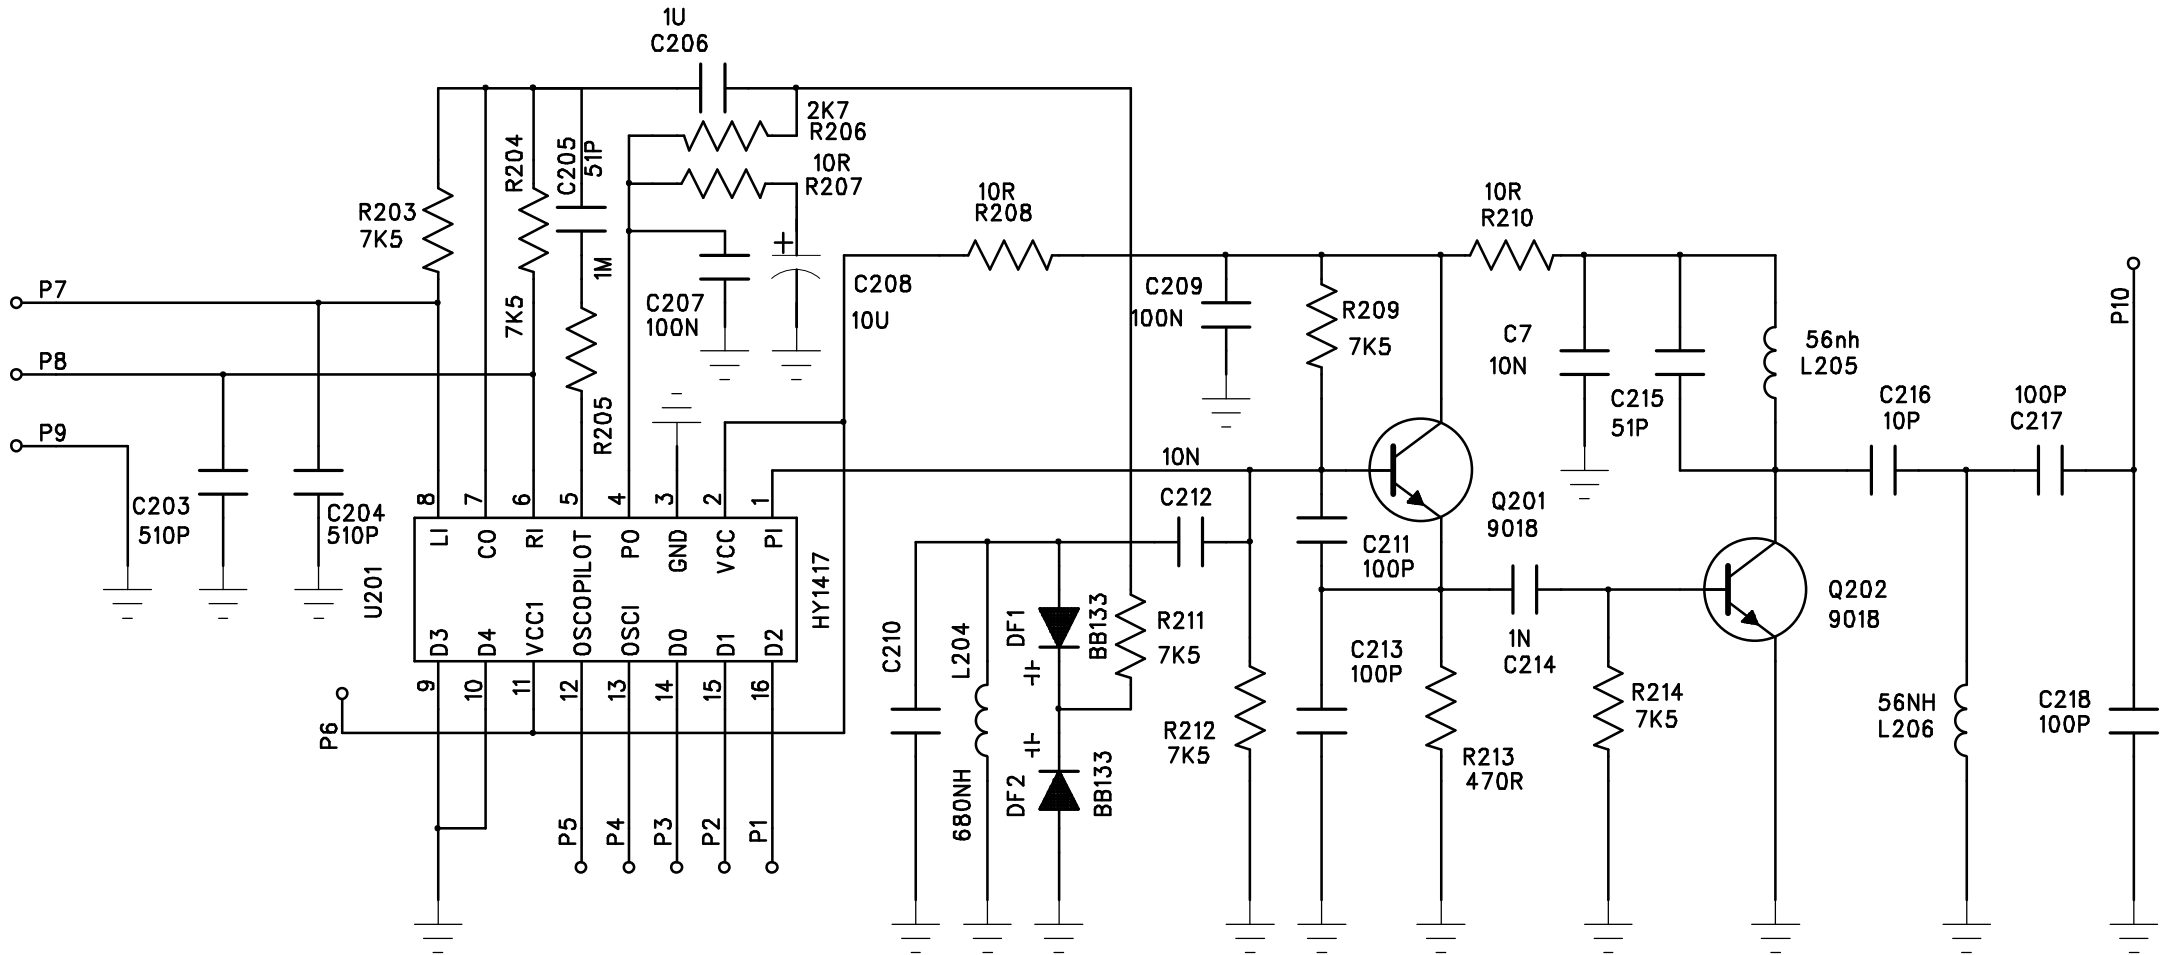 1U
C206
2K7
R206
10R
R207
R204
7K5
C205
51P
R203
7K5
1M
R205
C207
100N
+
C208
10U
10R
R208
10R
R210
C209
100N
R209
7K5
C7
10N
C215
51P
56nh
L205
C216
10P
100P
C217
P10
P7
P8
P9
C203
510P
C204
510P
8 7 6 5 4 3 2 1
LI CO RI OSCOPILOT PO GND VCC PI
U201
HY1417
D3 D4 VCC1 OSCI D0 D1 D2
9 10 11 12 13 14 15 16
P6
P5 P4 P3 P2 P1
10N
C212
Q201
9018
C211
100P
C210
L204
680NH
DF1
BB133
DF2
BB133
R211
7K5
R212
7K5
C213
100P
1N
C214
R213
470R
R214
7K5
Q202
9018
56NH
L206
C218
100P